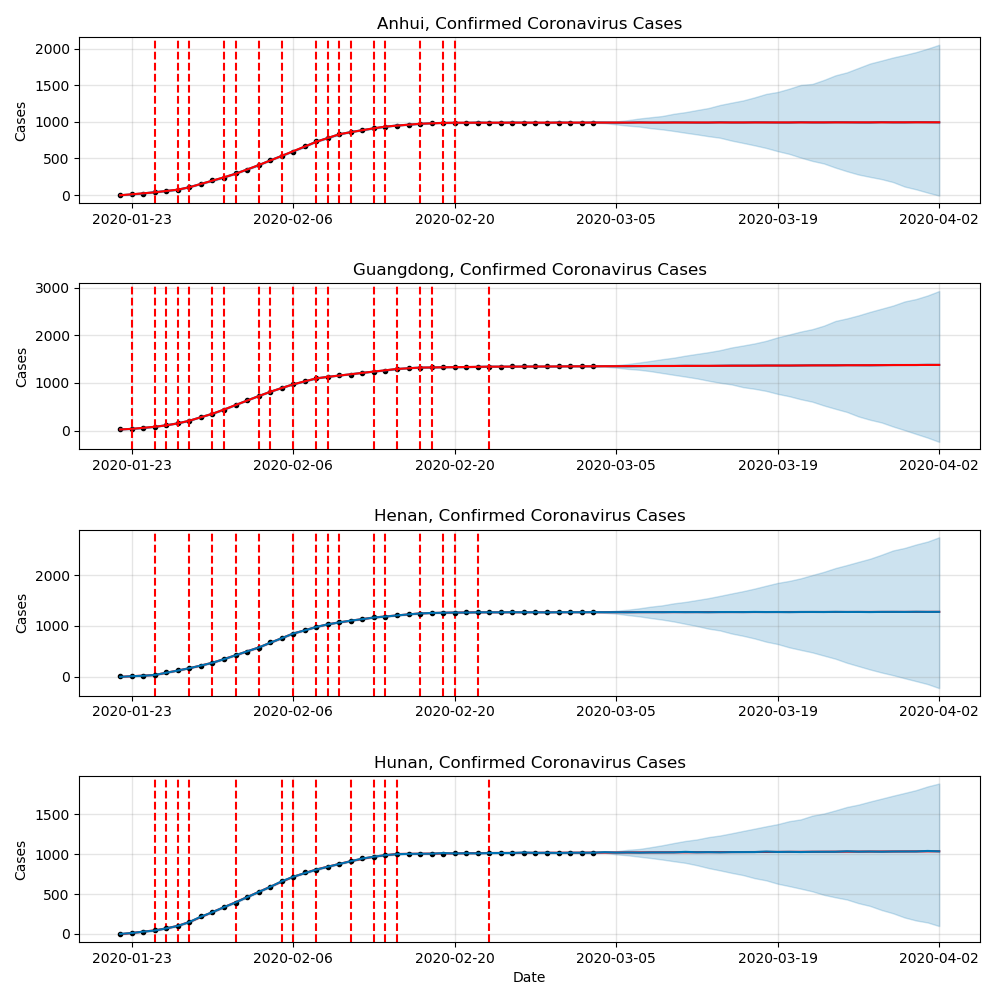 Anhui, Confirmed Coronavirus Cases
2000
1500
1000
500
0
Cases
2020-01-23 2020-02-06 2020-02-20 2020-03-05 2020-03-19 2020-04-02
Guangdong, Confirmed Coronavirus Cases
3000
2000
1000
0
Cases
2020-01-23 2020-02-06 2020-02-20 2020-03-05 2020-03-19 2020-04-02
Henan, Confirmed Coronavirus Cases
2000
1000
0
Cases
2020-01-23 2020-02-06 2020-02-20 2020-03-05 2020-03-19 2020-04-02
Hunan, Confirmed Coronavirus Cases
1500
1000
500
0
Cases
2020-01-23 2020-02-06 2020-02-20 2020-03-05 2020-03-19 2020-04-02
Date